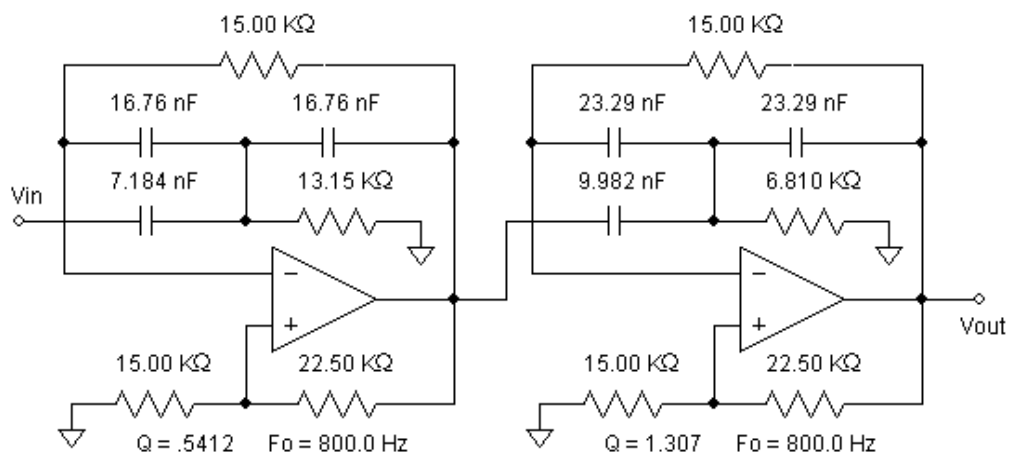 15.00 KΩ 15.00 KΩ
16.76 nF 16.76 nF 23.29 nF 23.29 nF
7.184 nF 13.15 KΩ 9.982 nF 6.810 KΩ
Vin
− −
+ +
Vout
15.00 KΩ 22.50 KΩ 15.00 KΩ 22.50 KΩ
Q = .5412 Fo = 800.0 Hz Q = 1.307 Fo = 800.0 Hz